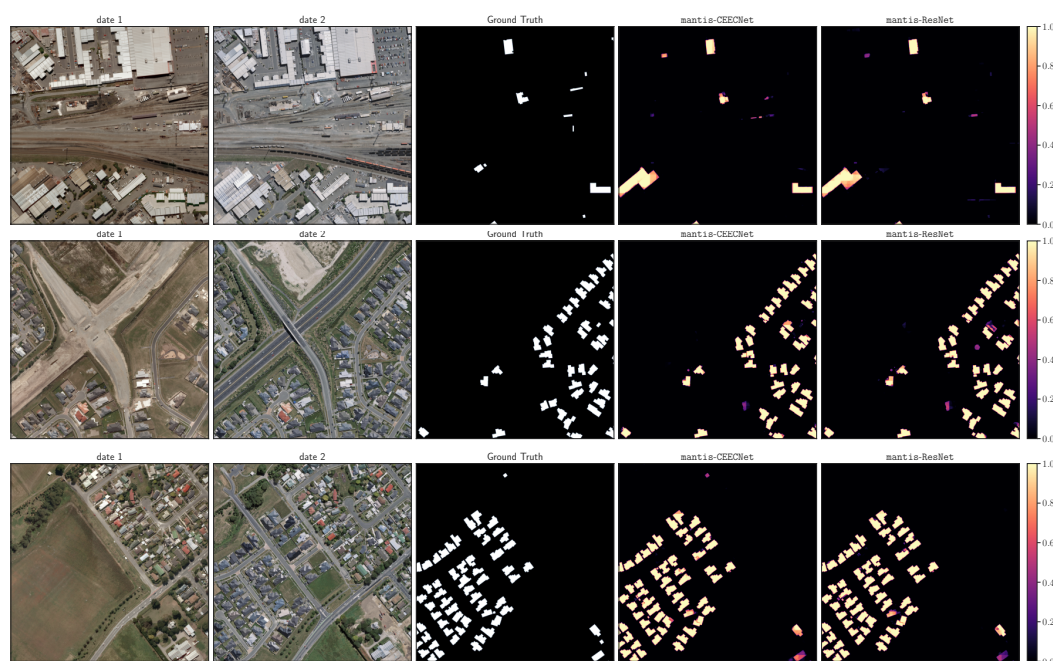 date 1
date 2
Ground Truth
mantis-CEECNet
mantis-ResNet
1.0
0.8
0.6
0.4
0.2
0.0
date 1
date 2
Ground Truth
mantis-CEECNet
mantis-ResNet
1.0
0.8
0.6
0.4
0.2
0.0
date 1
date 2
Ground Truth
mantis-CEECNet
mantis-ResNet
1.0
0.8
0.6
0.4
0.2
0.0